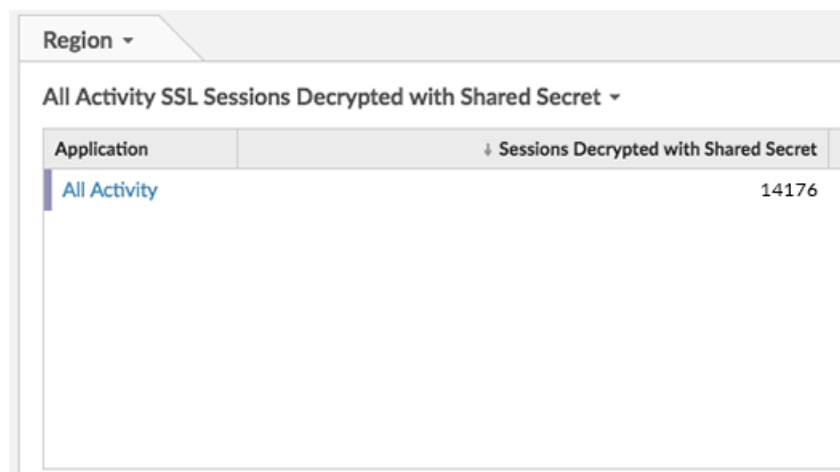 Region
All Activity SSL Sessions Decrypted with Shared Secret
Application ↓ Sessions Decrypted with Shared Secret
All Activity 14176